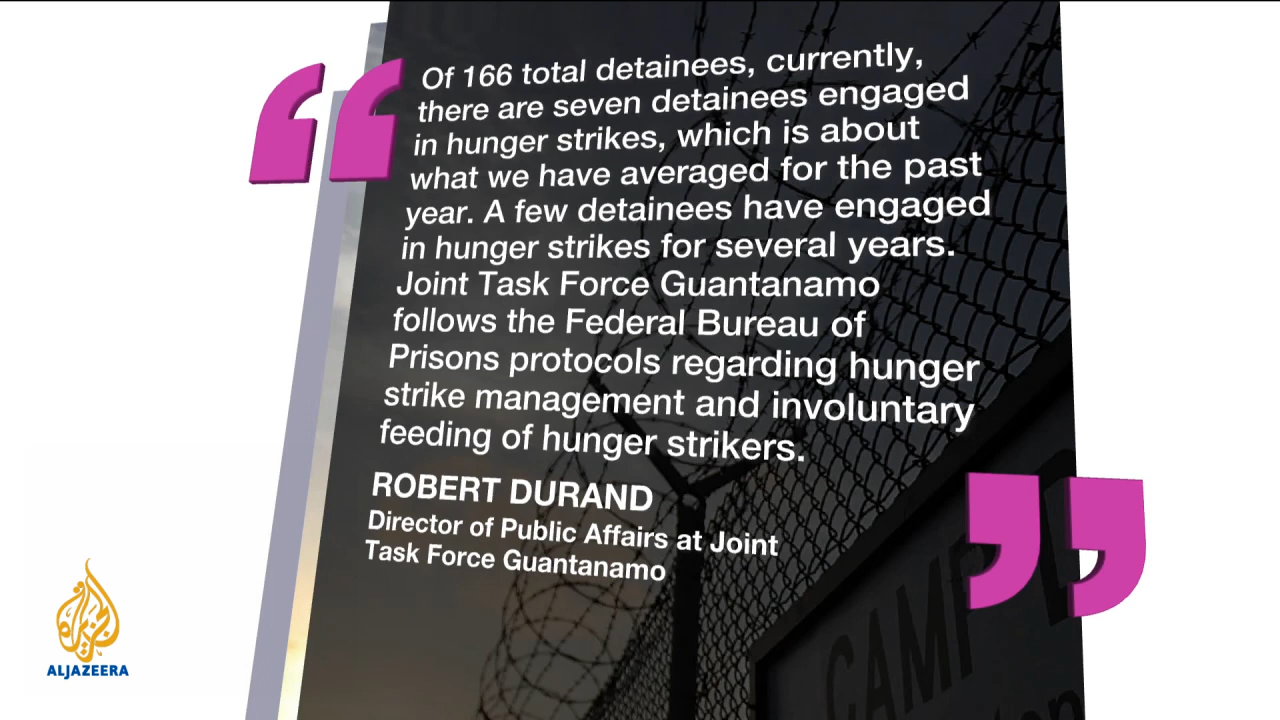 Of 166 total detainees, currently,
there are seven detainees engaged
in hunger strikes, which is about
what we have averaged for the past
year. A few detainees have engaged
in hunger strikes for several years.
Joint Task Force Guantanamo
follows the Federal Bureau of
Prisons protocols regarding hunger
strike management and involuntary
feeding of hunger strikers.
ROBERT DURAND
Director of Public Affairs at Joint
Task Force Guantanamo
CAMP
ALJAZEERA